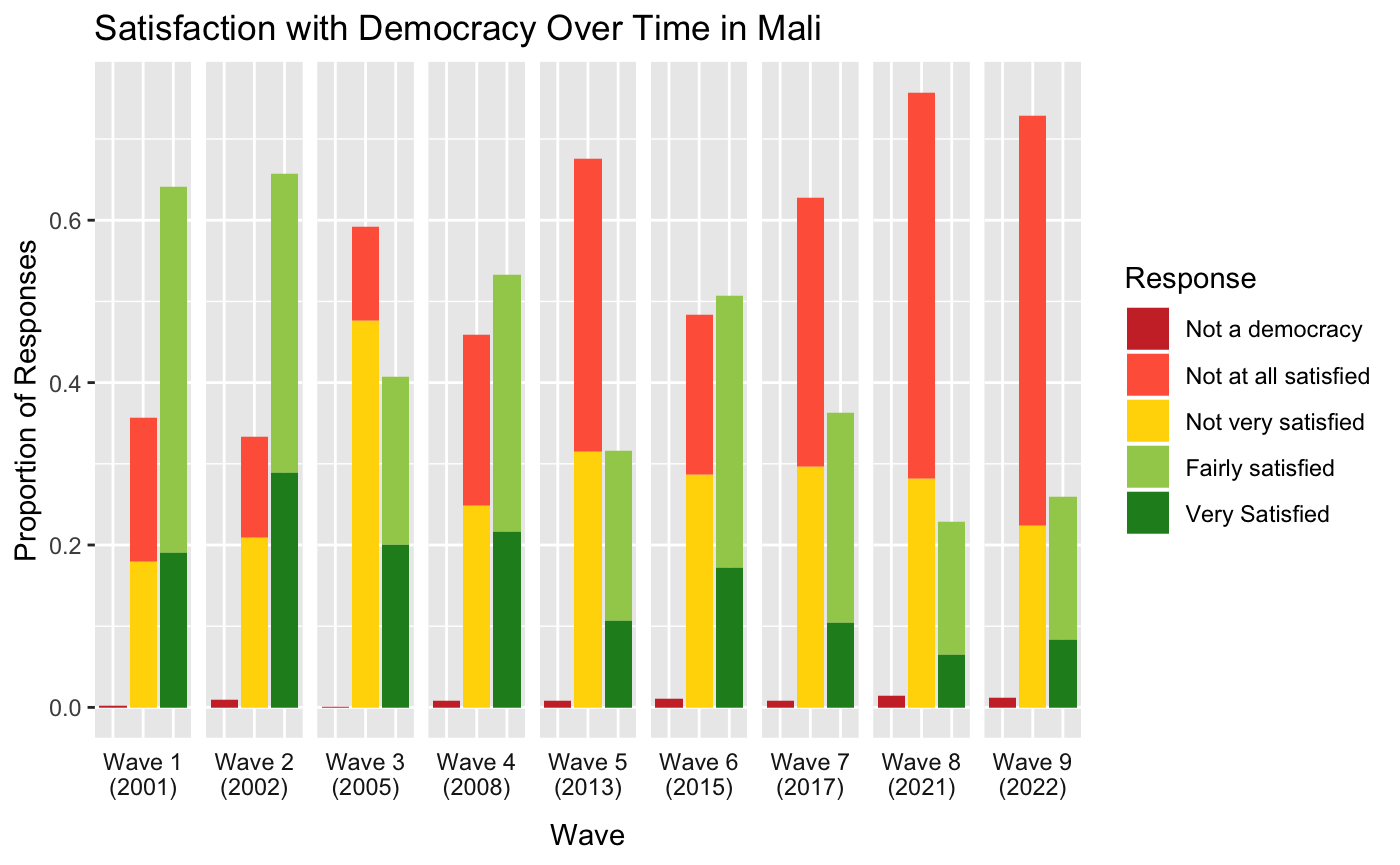 Satisfaction with Democracy Over Time in Mali
Proportion of Responses
0.6
0.4
0.2
0.0
Wave 1
(2001)
Wave 2
(2002)
Wave 3
(2005)
Wave 4
(2008)
Wave 5
(2013)
Wave 6
(2015)
Wave 7
(2017)
Wave 8
(2021)
Wave 9
(2022)
Wave
Response
Not a democracy
Not at all satisfied
Not very satisfied
Fairly satisfied
Very Satisfied